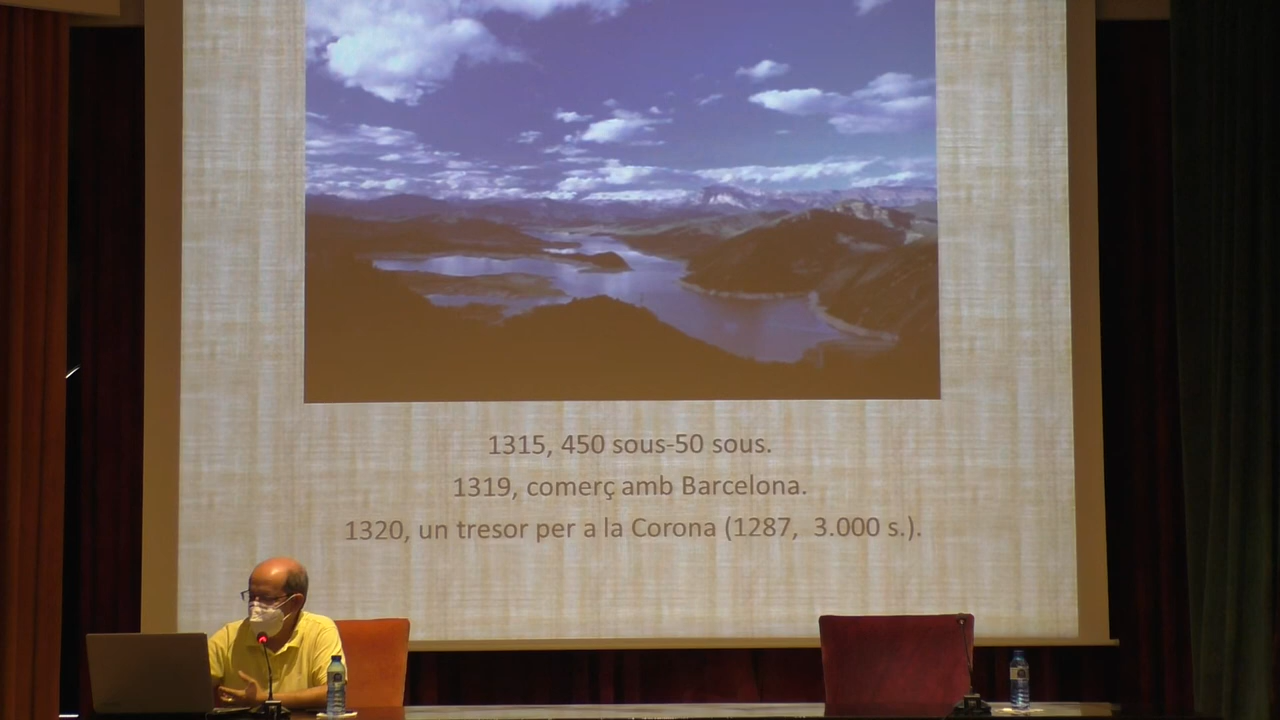 1315, 450 sous-50 sous.
1319, comerç amb Barcelona.
1320, un tresor per a la Corona (1287, 3.000 s.).